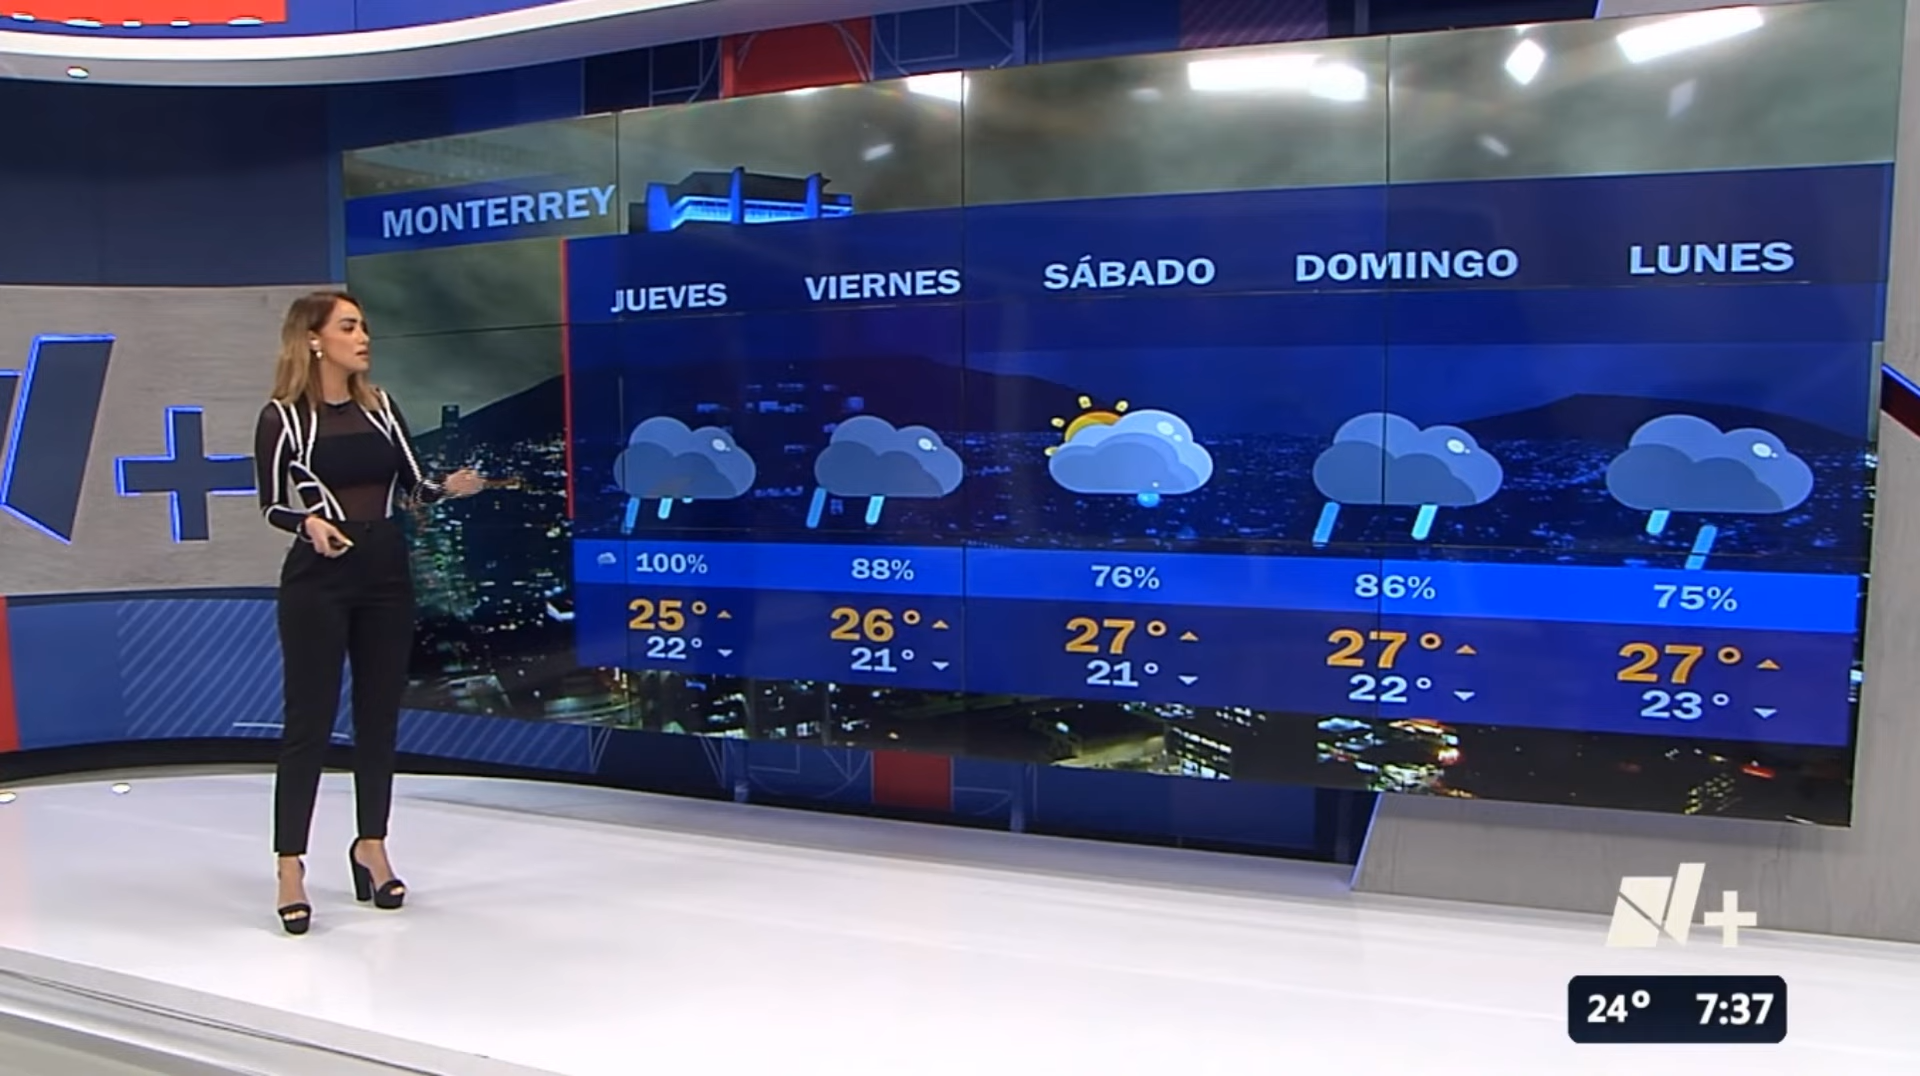 MONTERREY
JUEVES VIERNES SÁBADO DOMINGO LUNES
100% 88% 76% 86% 75%
25° 26° 27° 27° 27°
22° 21° 21° 22° 23°
N+
N+
24° 7:37